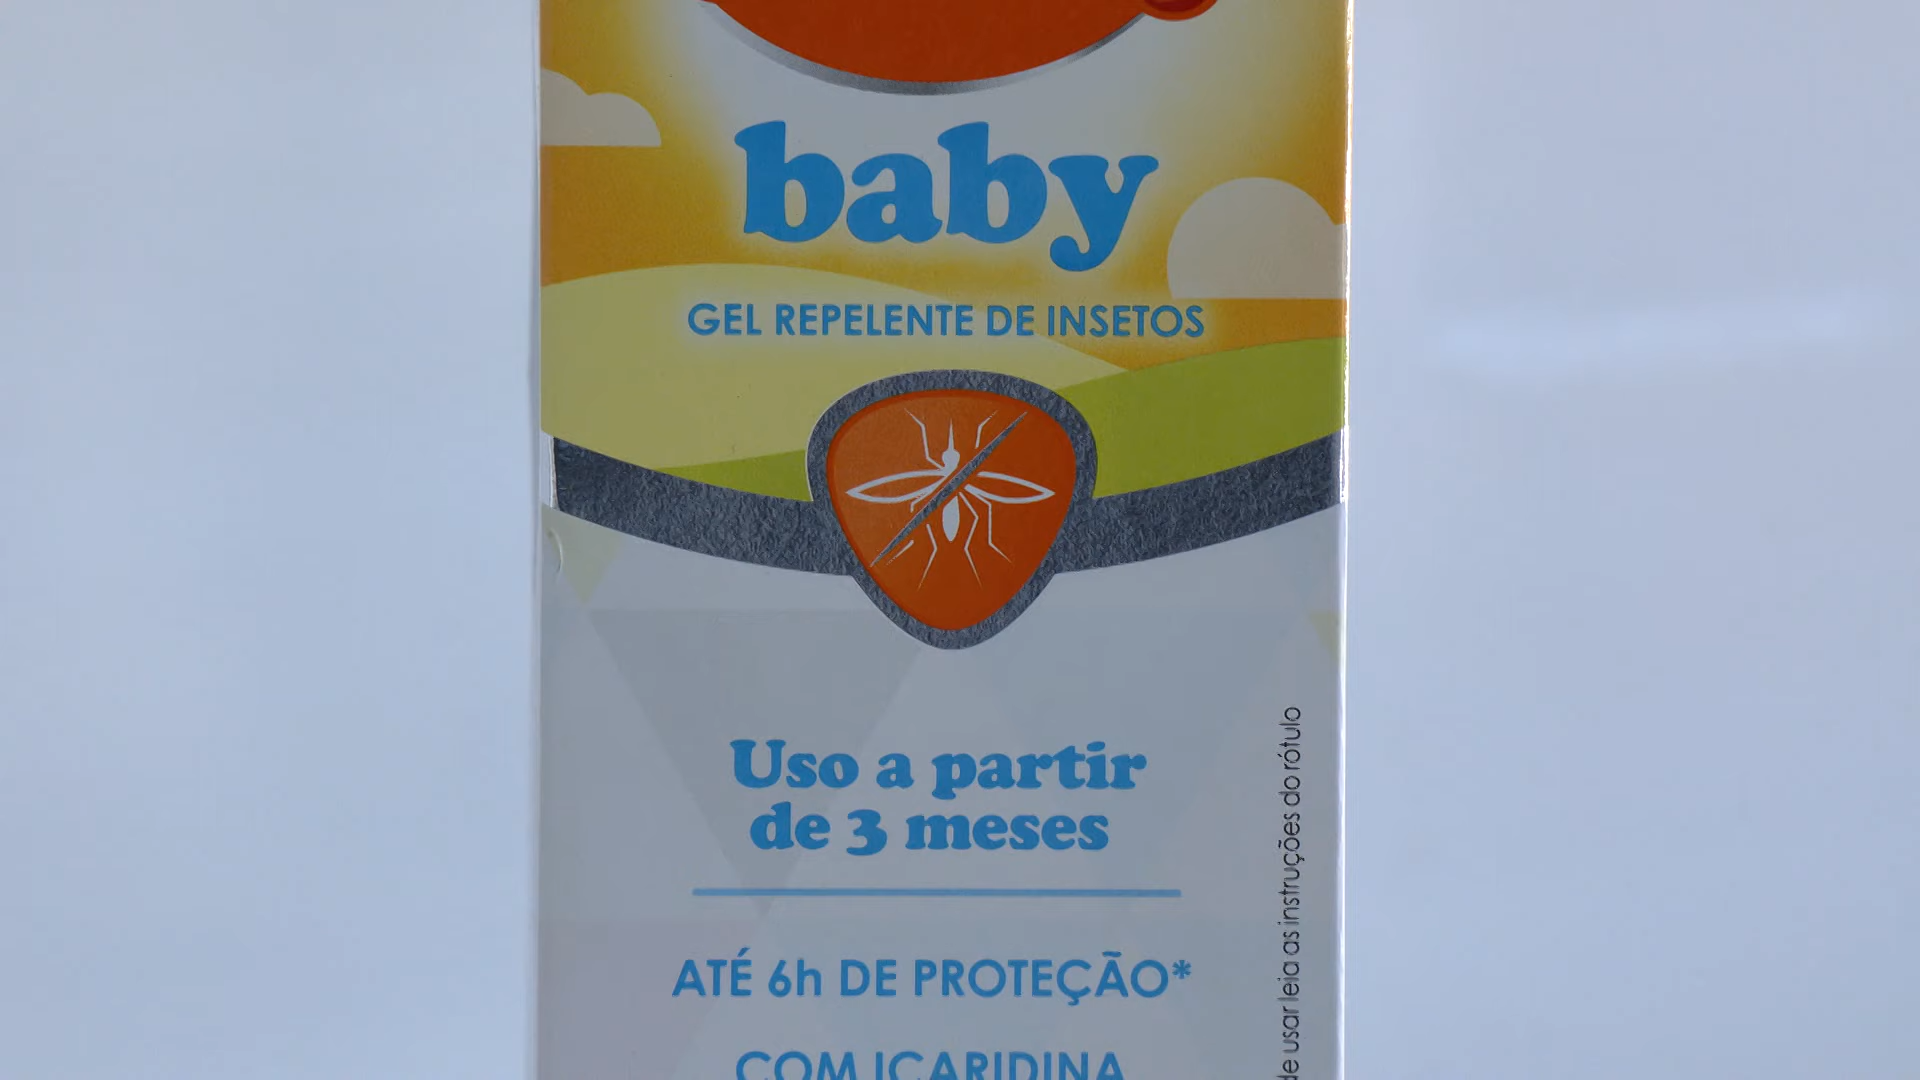 baby
GEL REPELENTE DE INSETOS
Uso a partir
de 3 meses
ATÉ 6h DE PROTEÇÃO*
COM ICARIDINA
de usar leia as instruções do rótulo